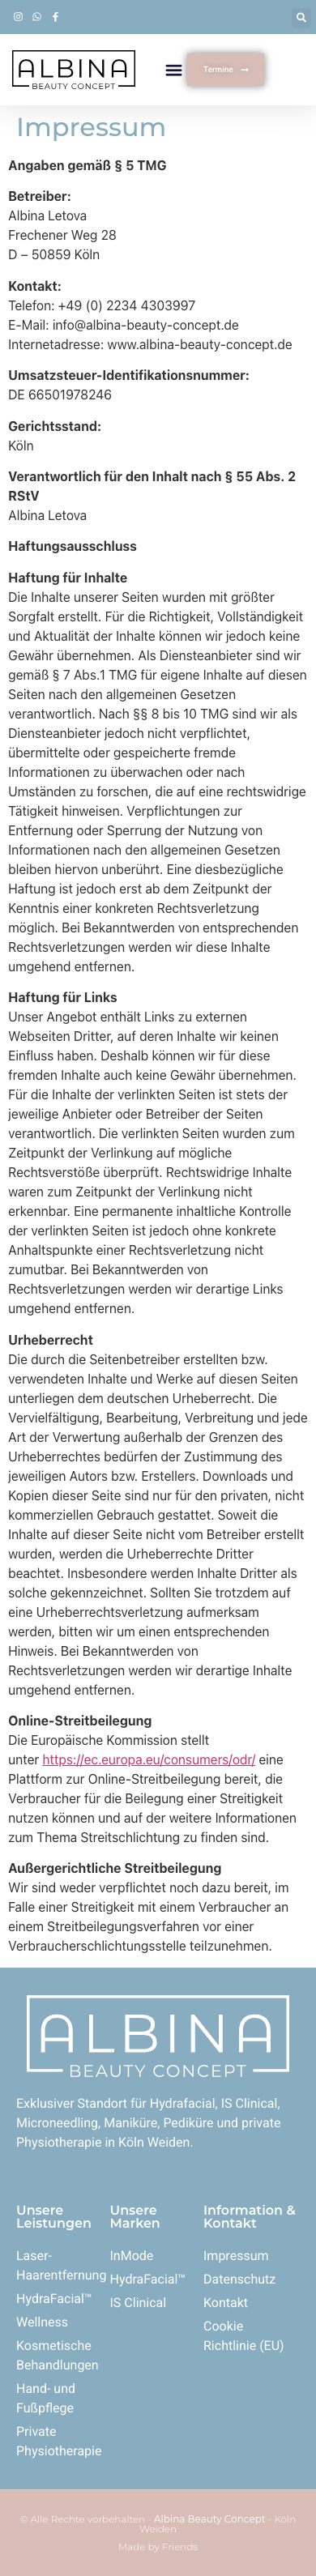 ALBINA
BEAUTY CONCEPT
Termine
Impressum
Angaben gemäß § 5 TMG
Betreiber:
Albina Letova
Frechener Weg 28
D – 50859 Köln
Kontakt:
Telefon: +49 (0) 2234 4303997
E-Mail: info@albina-beauty-concept.de
Internetadresse: www.albina-beauty-concept.de
Umsatzsteuer-Identifikationsnummer:
DE 66501978246
Gerichtsstand:
Köln
Verantwortlich für den Inhalt nach § 55 Abs. 2
RStV
Albina Letova
Haftungsausschluss
Haftung für Inhalte
Die Inhalte unserer Seiten wurden mit größter
Sorgfalt erstellt. Für die Richtigkeit, Vollständigkeit
und Aktualität der Inhalte können wir jedoch keine
Gewähr übernehmen. Als Diensteanbieter sind wir
gemäß § 7 Abs.1 TMG für eigene Inhalte auf diesen
Seiten nach den allgemeinen Gesetzen
verantwortlich. Nach §§ 8 bis 10 TMG sind wir als
Diensteanbieter jedoch nicht verpflichtet,
übermittelte oder gespeicherte fremde
Informationen zu überwachen oder nach
Umständen zu forschen, die auf eine rechtswidrige
Tätigkeit hinweisen. Verpflichtungen zur
Entfernung oder Sperrung der Nutzung von
Informationen nach den allgemeinen Gesetzen
bleiben hiervon unberührt. Eine diesbezügliche
Haftung ist jedoch erst ab dem Zeitpunkt der
Kenntnis einer konkreten Rechtsverletzung
möglich. Bei Bekanntwerden von entsprechenden
Rechtsverletzungen werden wir diese Inhalte
umgehend entfernen.
Haftung für Links
Unser Angebot enthält Links zu externen
Webseiten Dritter, auf deren Inhalte wir keinen
Einfluss haben. Deshalb können wir für diese
fremden Inhalte auch keine Gewähr übernehmen.
Für die Inhalte der verlinkten Seiten ist stets der
jeweilige Anbieter oder Betreiber der Seiten
verantwortlich. Die verlinkten Seiten wurden zum
Zeitpunkt der Verlinkung auf mögliche
Rechtsverstöße überprüft. Rechtswidrige Inhalte
waren zum Zeitpunkt der Verlinkung nicht
erkennbar. Eine permanente inhaltliche Kontrolle
der verlinkten Seiten ist jedoch ohne konkrete
Anhaltspunkte einer Rechtsverletzung nicht
zumutbar. Bei Bekanntwerden von
Rechtsverletzungen werden wir derartige Links
umgehend entfernen.
Urheberrecht
Die durch die Seitenbetreiber erstellten bzw.
verwendeten Inhalte und Werke auf diesen Seiten
unterliegen dem deutschen Urheberrecht. Die
Vervielfältigung, Bearbeitung, Verbreitung und jede
Art der Verwertung außerhalb der Grenzen des
Urheberrechtes bedürfen der Zustimmung des
jeweiligen Autors bzw. Erstellers. Downloads und
Kopien dieser Seite sind nur für den privaten, nicht
kommerziellen Gebrauch gestattet. Soweit die
Inhalte auf dieser Seite nicht vom Betreiber erstellt
wurden, werden die Urheberrechte Dritter
beachtet. Insbesondere werden Inhalte Dritter als
solche gekennzeichnet. Sollten Sie trotzdem auf
eine Urheberrechtsverletzung aufmerksam
werden, bitten wir um einen entsprechenden
Hinweis. Bei Bekanntwerden von
Rechtsverletzungen werden wir derartige Inhalte
umgehend entfernen.
Online-Streitbeilegung
Die Europäische Kommission stellt
unter https://ec.europa.eu/consumers/odr/ eine
Plattform zur Online-Streitbeilegung bereit, die
Verbraucher für die Beilegung einer Streitigkeit
nutzen können und auf der weitere Informationen
zum Thema Streitschlichtung zu finden sind.
Außergerichtliche Streitbeilegung
Wir sind weder verpflichtet noch dazu bereit, im
Falle einer Streitigkeit mit einem Verbraucher an
einem Streitbeilegungsverfahren vor einer
Verbraucherschlichtungsstelle teilzunehmen.
ALBINA
BEAUTY CONCEPT
Exklusiver Standort für Hydrafacial, IS Clinical,
Microneedling, Maniküre, Pediküre und private
Physiotherapie in Köln Weiden.
Unsere
Leistungen
Laser-
Haarentfernung
HydraFacial™
Wellness
Kosmetische
Behandlungen
Hand- und
Fußpflege
Private
Physiotherapie
Unsere
Marken
InMode
HydraFacial™
IS Clinical
Information &
Kontakt
Impressum
Datenschutz
Kontakt
Cookie
Richtlinie (EU)
© Alle Rechte vorbehalten - Albina Beauty Concept - Köln
Weiden
Made by Friends